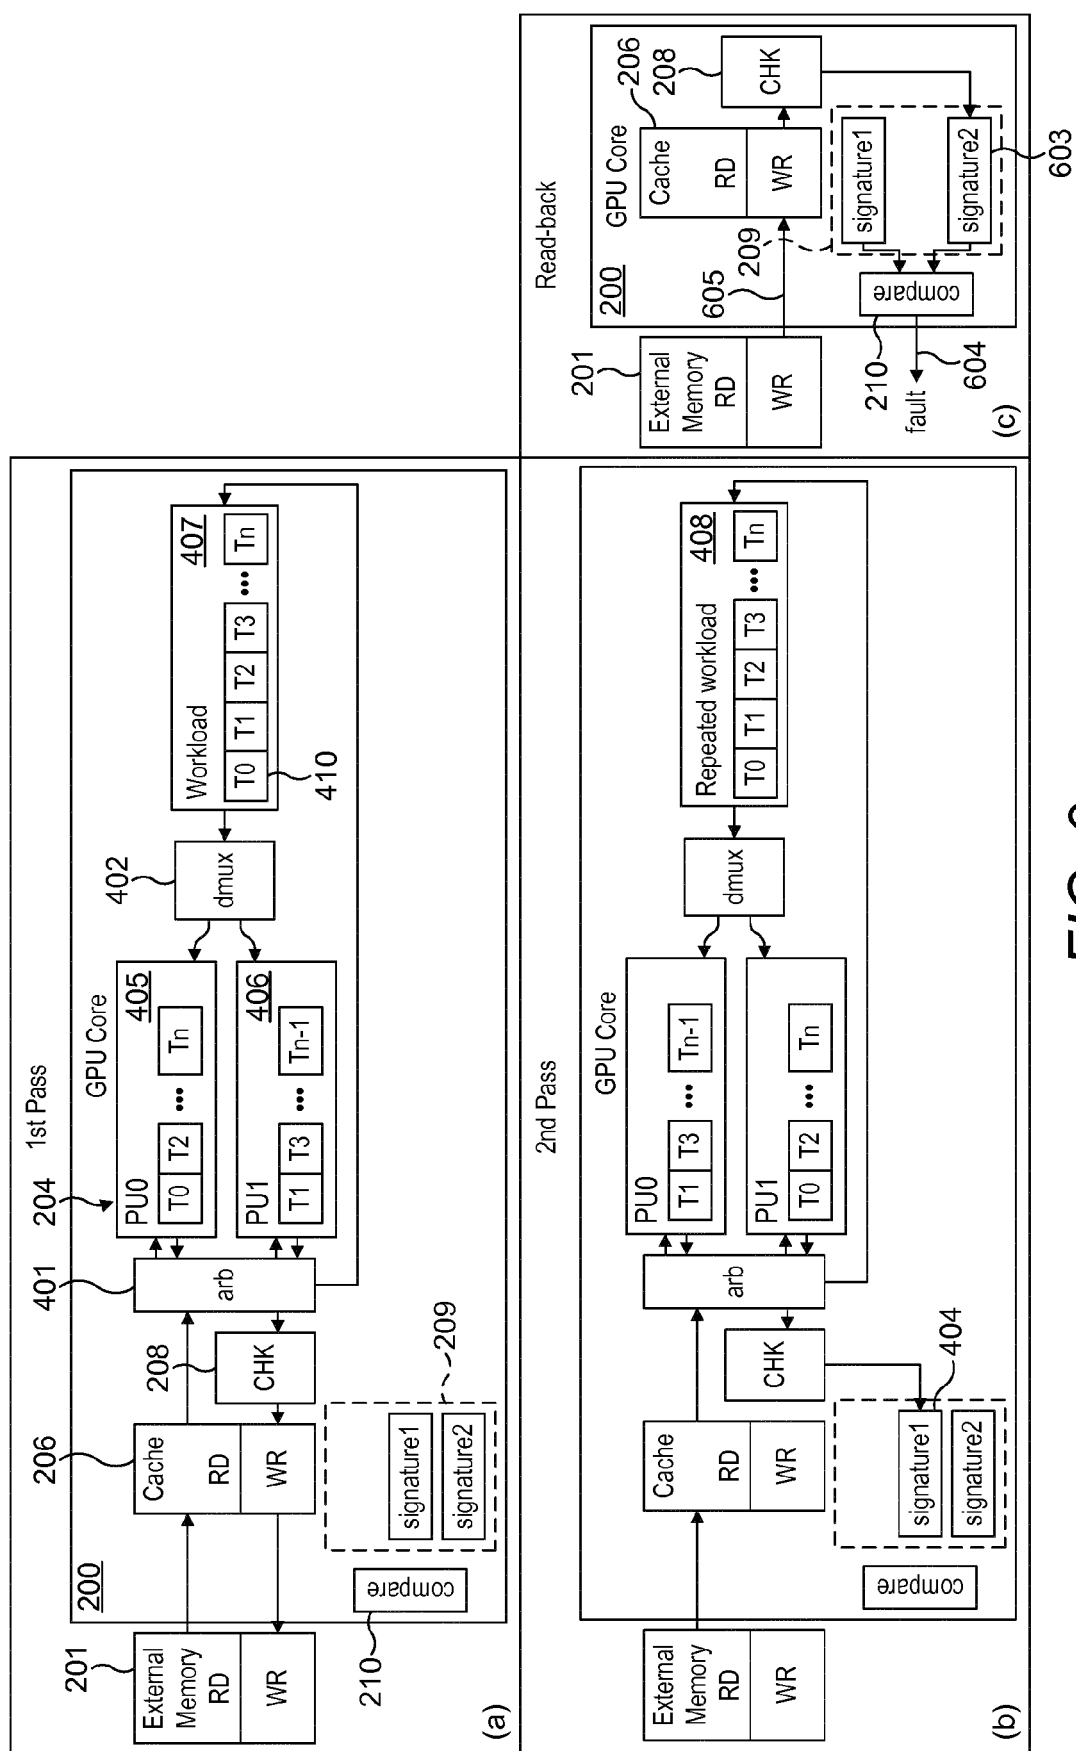 1st Pass
204
GPU Core
201
External
Memory
RD
WR
200
206
Cache
RD
WR
208
CHK
401
arb
PU0
405
T0 T2 ••• Tn
PU1
406
T1 T3 ••• Tn-1
402
dmux
Workload
407
T0 T1 T2 T3 ••• Tn
410
209
signature1
signature2
compare
210
(a)
2nd Pass
GPU Core
External
Memory
RD
WR
Cache
RD
WR
CHK
arb
PU0
T1 T3 ••• Tn-1
PU1
T0 T2 ••• Tn
dmux
Repeated workload
408
T0 T1 T2 T3 ••• Tn
404
signature1
signature2
compare
(b)
Read-back
201
External
Memory
RD
WR
200
GPU Core
206
Cache
RD
WR
208
CHK
605
209
signature1
signature2
603
compare
210
604
fault
(c)
FIG.